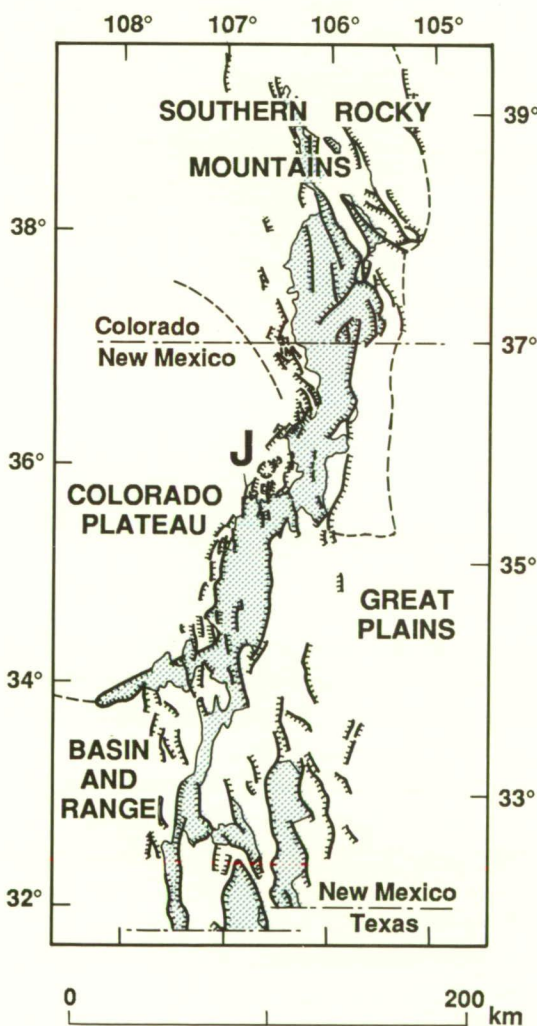 108° 107° 106° 105°
SOUTHERN ROCKY
MOUNTAINS
39°
38°
Colorado
New Mexico
37°
J
36°
COLORADO
PLATEAU
35°
GREAT
PLAINS
34°
BASIN
AND
RANGE
33°
32°
New Mexico
Texas
0 200
km